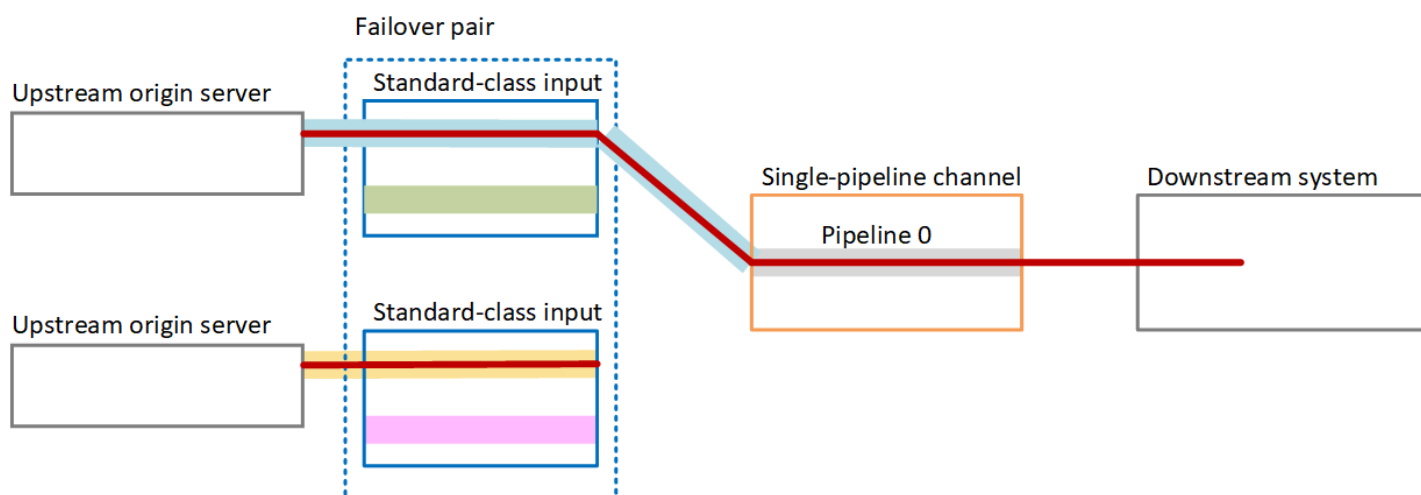 Failover pair
Upstream origin server
Standard-class input
Single-pipeline channel
Downstream system
Pipeline 0
Upstream origin server
Standard-class input